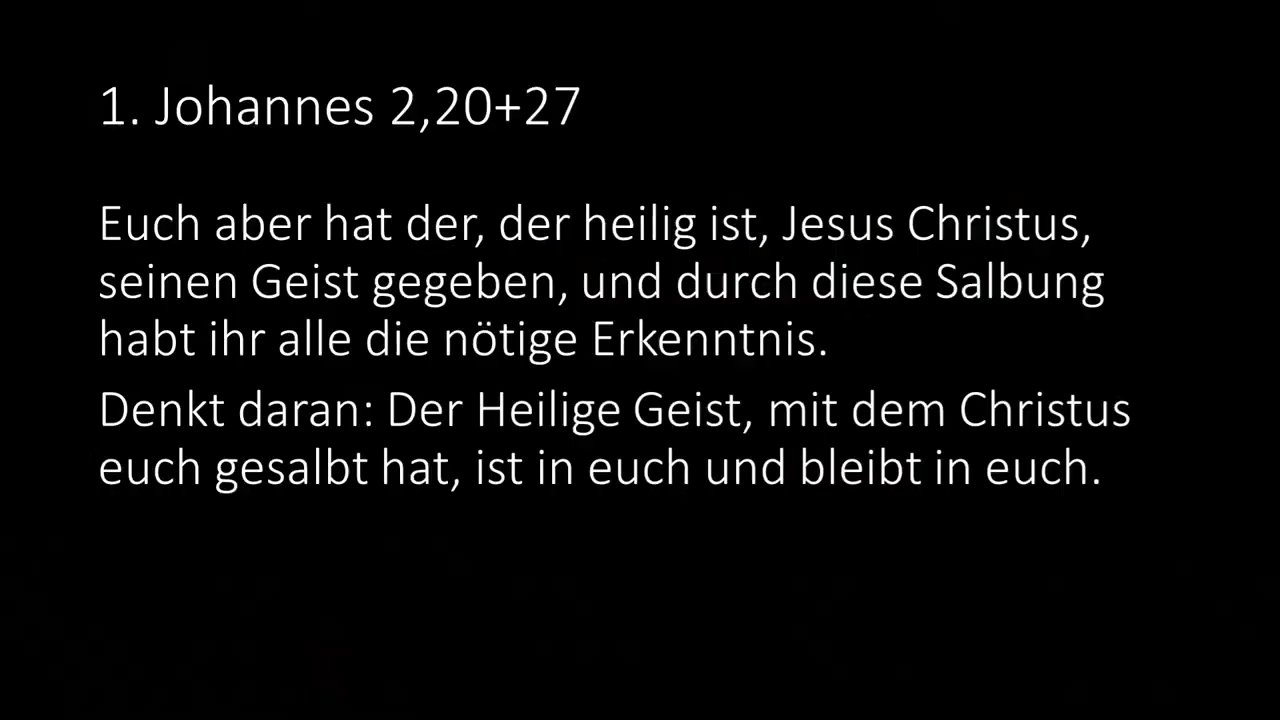 1. Johannes 2,20+27
Euch aber hat der, der heilig ist, Jesus Christus,
seinen Geist gegeben, und durch diese Salbung
habt ihr alle die nötige Erkenntnis.
Denkt daran: Der Heilige Geist, mit dem Christus
euch gesalbt hat, ist in euch und bleibt in euch.